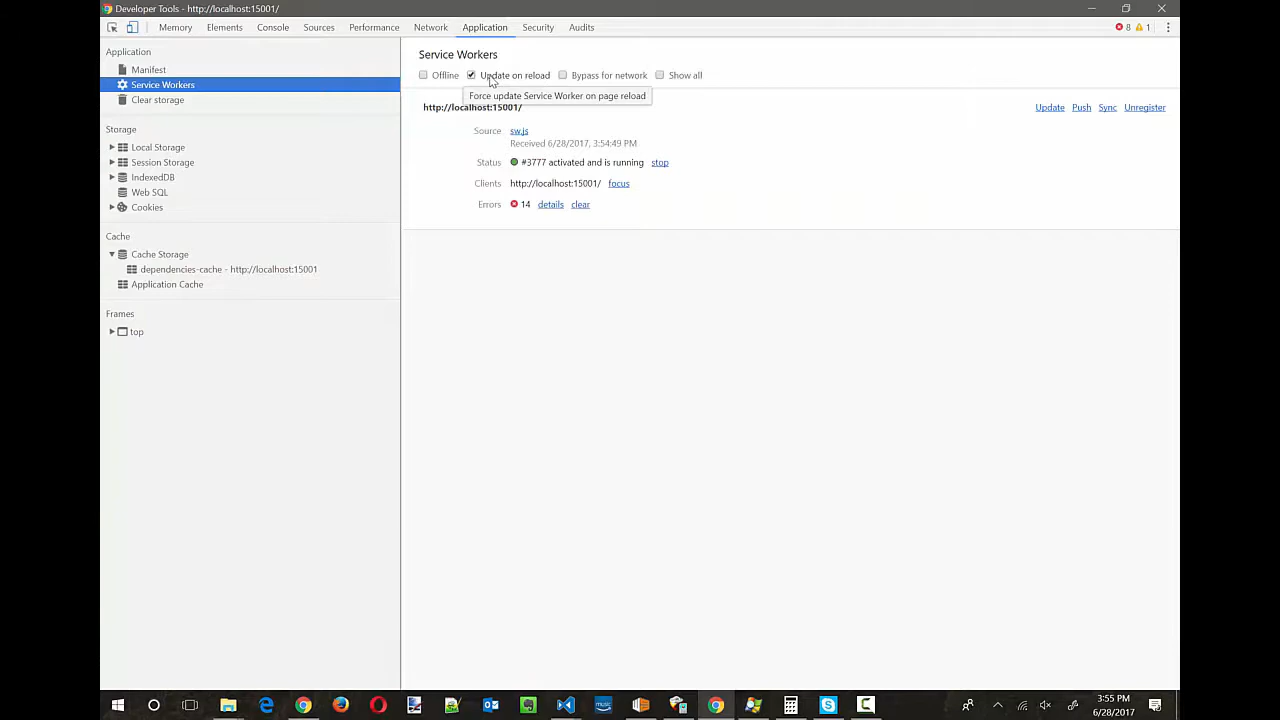 Developer Tools - http://localhost:15001/
Memory Elements Console Sources Performance Network Application Security Audits 8 1
Application
Manifest
Service Workers
Clear storage
Storage
Local Storage
Session Storage
IndexedDB
Web SQL
Cookies
Cache
Cache Storage
dependencies-cache - http://localhost:15001
Application Cache
Frames
top
Service Workers
Offline Update on reload Bypass for network Show all
Force update Service Worker on page reload
http://localhost:15001/ Update Push Sync Unregister
Source sw.js
Received 6/28/2017, 3:54:49 PM
Status #3777 activated and is running stop
Clients http://localhost:15001/ focus
Errors 14 details clear
music
3:55 PM
6/28/2017